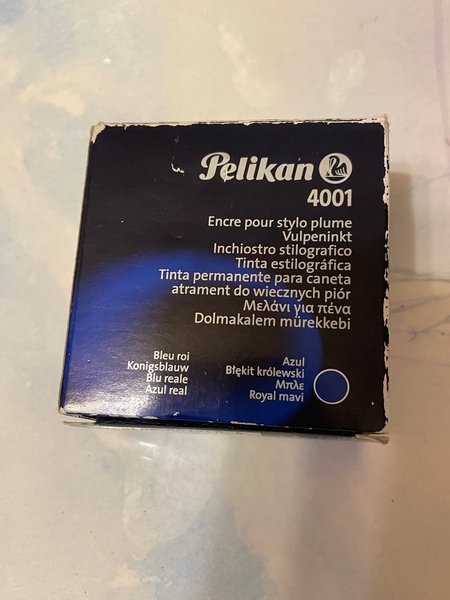 Pelikan
4001
Encre pour stylo plume
Vulpeninkt
Inchiostro stilografico
Tinta estilográfica
Tinta permanente para caneta
atrament do wiecznych piór
Μελάνι για πένα
Dolmakalem mürekkebi
Bleu roi
Konigsblauw
Blu reale
Azul real
Azul
Błękit królewski
Μπλε
Royal mavi